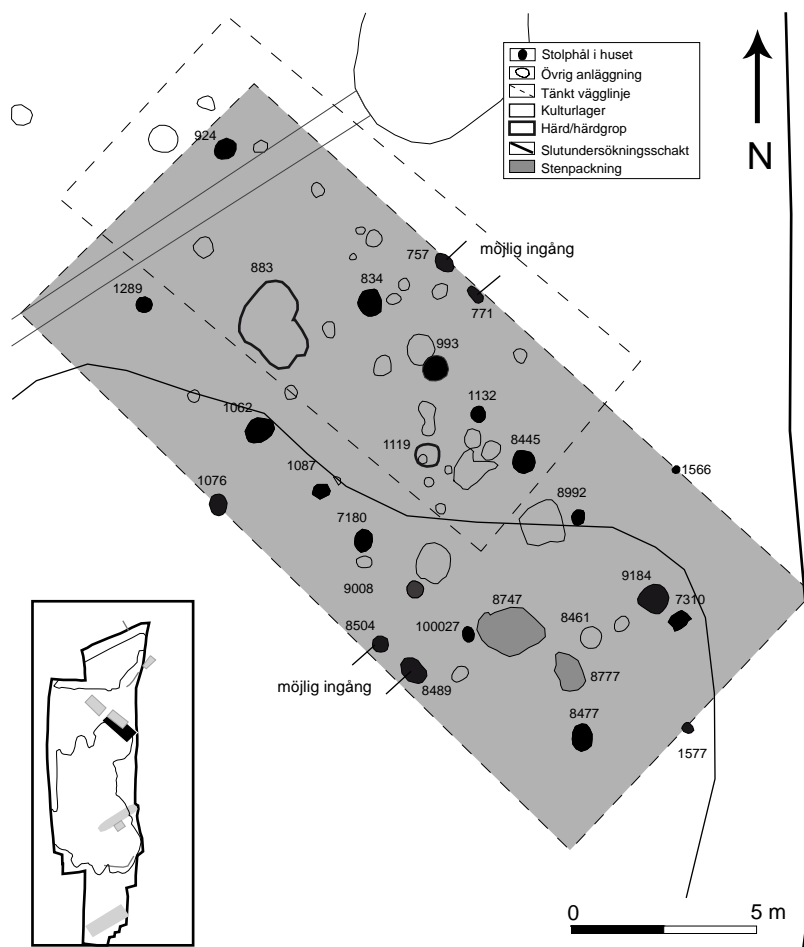 Stolphål i huset
Övrig anläggning
Tänkt vägglinje
Kulturlager
Härd/härdgrop
Slutundersökningsschakt
Stenpackning
N
924
757
möjlig ingång
883
834
1289
771
993
1132
1062
1119
8445
1566
1087
1076
8992
7180
9184
9008
8747
7310
8504
100027
8461
möjlig ingång
8489
8777
8477
1577
0
5 m